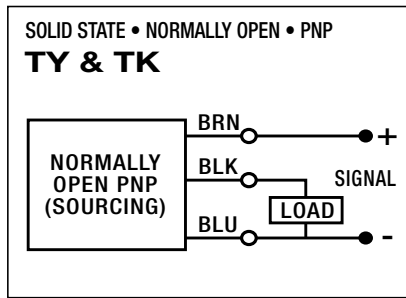 SOLID STATE • NORMALLY OPEN • PNP
TY & TK
BRN
+
NORMALLY
OPEN PNP
(SOURCING)
BLK
SIGNAL
LOAD
BLU
-